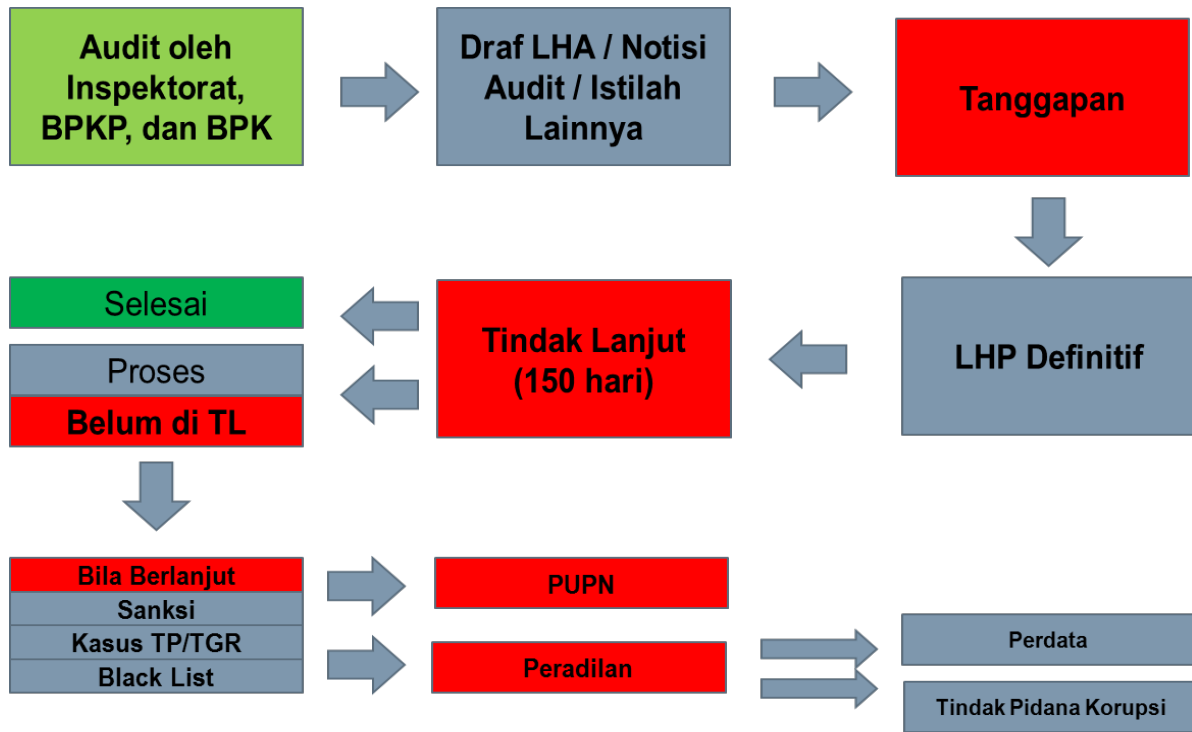 Audit oleh
Inspektorat,
BPKP, dan BPK
Draf LHA / Notisi
Audit / Istilah
Lainnya
Tanggapan
LHP Definitif
Tindak Lanjut
(150 hari)
Selesai
Proses
Belum di TL
Bila Berlanjut
Sanksi
Kasus TP/TGR
Black List
PUPN
Peradilan
Perdata
Tindak Pidana Korupsi